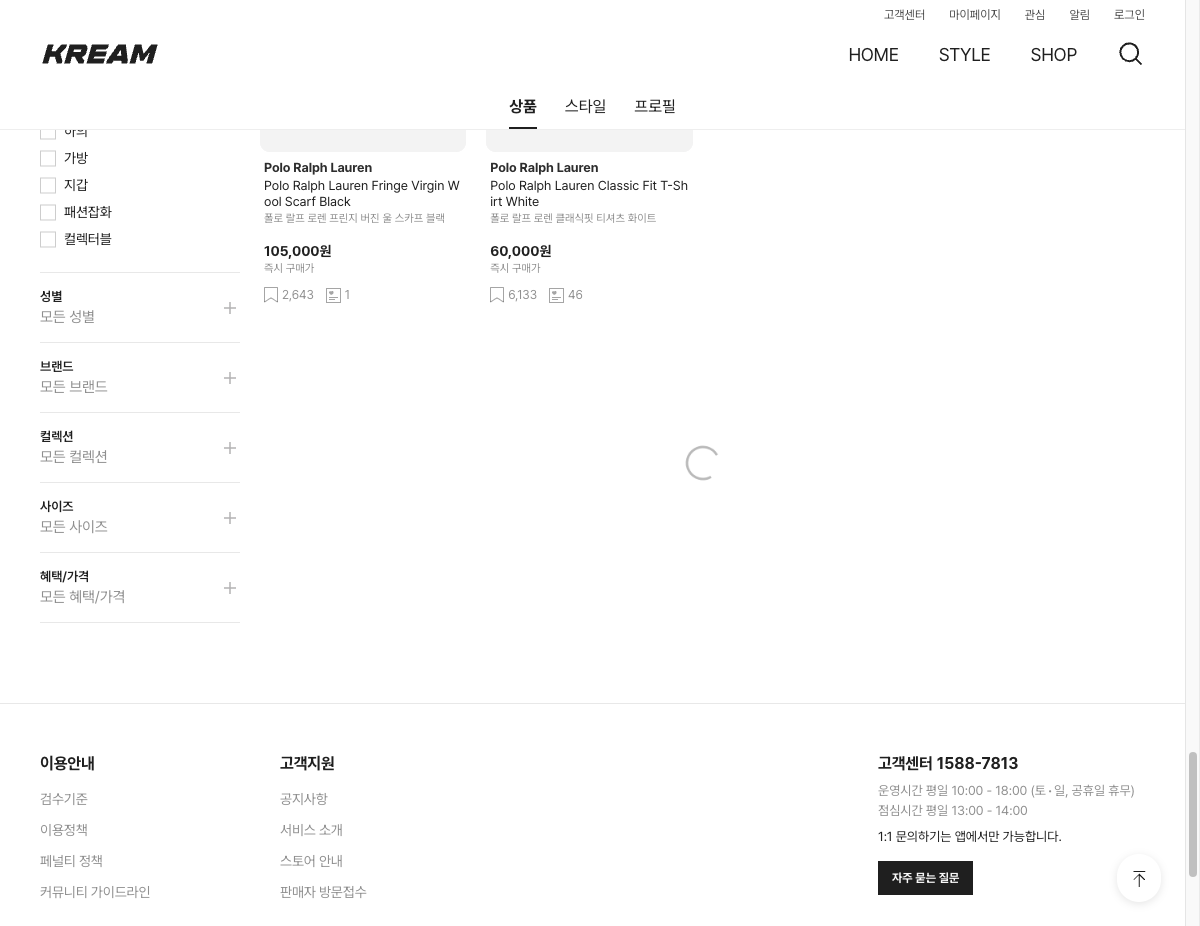 고객센터
마이페이지
관심
알림
로그인
KREAM
HOME
STYLE
SHOP
상품
스타일
프로필
하의
가방
지갑
패션잡화
컬렉터블
성별
모든 성별
브랜드
모든 브랜드
컬렉션
모든 컬렉션
사이즈
모든 사이즈
혜택/가격
모든 혜택/가격
Polo Ralph Lauren
Polo Ralph Lauren Fringe Virgin W
ool Scarf Black
폴로 랄프 로렌 프린지 버진 울 스카프 블랙
105,000원
즉시 구매가
2,643
1
Polo Ralph Lauren
Polo Ralph Lauren Classic Fit T-Sh
irt White
폴로 랄프 로렌 클래식핏 티셔츠 화이트
60,000원
즉시 구매가
6,133
46
이용안내
검수기준
이용정책
페널티 정책
커뮤니티 가이드라인
고객지원
공지사항
서비스 소개
스토어 안내
판매자 방문접수
고객센터 1588-7813
운영시간 평일 10:00 - 18:00 (토∙일, 공휴일 휴무)
점심시간 평일 13:00 - 14:00
1:1 문의하기는 앱에서만 가능합니다.
자주 묻는 질문